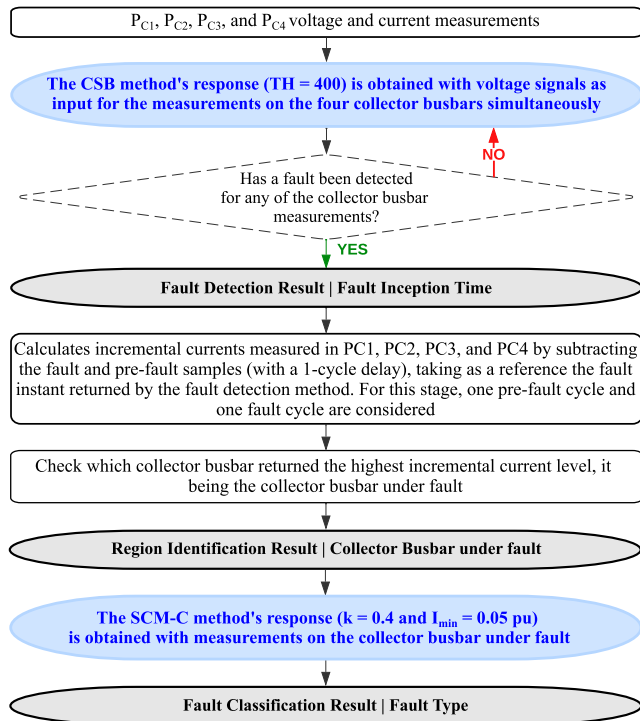 P_C1, P_C2, P_C3, and P_C4 voltage and current measurements
The CSB method's response (TH = 400) is obtained with voltage signals as
input for the measurements on the four collector busbars simultaneously
NO
Has a fault been detected
for any of the collector busbar
measurements?
YES
Fault Detection Result | Fault Inception Time
Calculates incremental currents measured in PC1, PC2, PC3, and PC4 by subtracting
the fault and pre-fault samples (with a 1-cycle delay), taking as a reference the fault
instant returned by the fault detection method. For this stage, one pre-fault cycle and
one fault cycle are considered
Check which collector busbar returned the highest incremental current level, it
being the collector busbar under fault
Region Identification Result | Collector Busbar under fault
The SCM-C method's response (k = 0.4 and I_min = 0.05 pu)
is obtained with measurements on the collector busbar under fault
Fault Classification Result | Fault Type